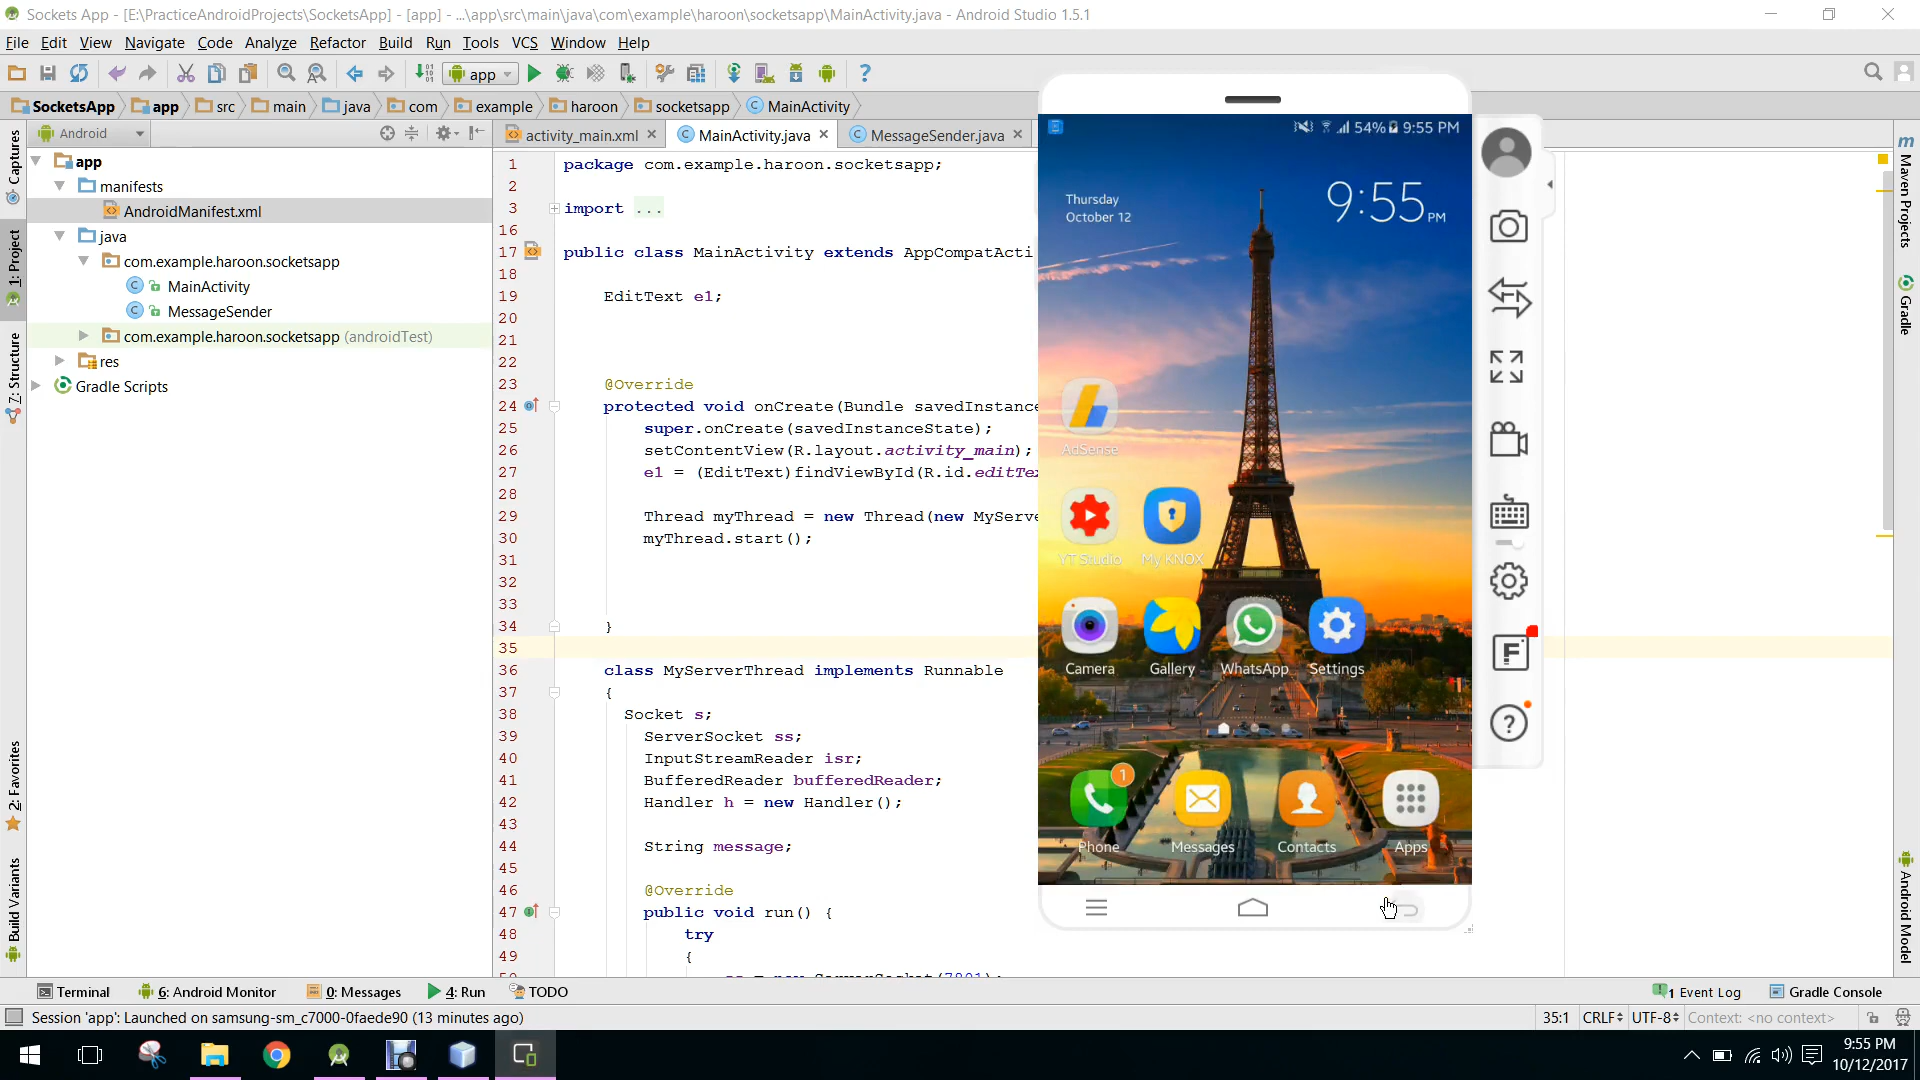 Sockets App - [E:\PracticeAndroidProjects\SocketsApp] - [app] - ...\app\src\main\java\com\example\haroon\socketsapp\MainActivity.java - Android Studio 1.5.1
File Edit View Navigate Code Analyze Refactor Build Run Tools VCS Window Help
app
SocketsApp app src main java com example haroon socketsapp MainActivity
Android
activity_main.xml MainActivity.java MessageSender.java
Captures
1: Project
7: Structure
2: Favorites
Build Variants
app
manifests
AndroidManifest.xml
java
com.example.haroon.socketsapp
MainActivity
MessageSender
com.example.haroon.socketsapp (androidTest)
res
Gradle Scripts
1 package com.example.haroon.socketsapp;
2
3 import ...
16
17 public class MainActivity extends AppCompatActi
18
19 EditText e1;
20
21
22
23 @Override
24 protected void onCreate(Bundle savedInstance
25 super.onCreate(savedInstanceState);
26 setContentView(R.layout.activity_main);
27 e1 = (EditText)findViewById(R.id.editTex
28
29 Thread myThread = new Thread(new MyServe
30 myThread.start();
31
32
33
34 }
35
36 class MyServerThread implements Runnable
37 {
38 Socket s;
39 ServerSocket ss;
40 InputStreamReader isr;
41 BufferedReader bufferedReader;
42 Handler h = new Handler();
43
44 String message;
45
46 @Override
47 public void run() {
48 try
49 {
54% 9:55 PM
Thursday
October 12
9:55 PM
AdSense
YT Studio My KNOX
Camera Gallery WhatsApp Settings
1
Phone Messages Contacts Apps
F
?
Maven Projects
Gradle
Android Model
Terminal 6: Android Monitor 0: Messages 4: Run TODO
1 Event Log Gradle Console
Session 'app': Launched on samsung-sm_c7000-0faede90 (13 minutes ago)
35:1 CRLF UTF-8 Context: <no context>
9:55 PM
10/12/2017